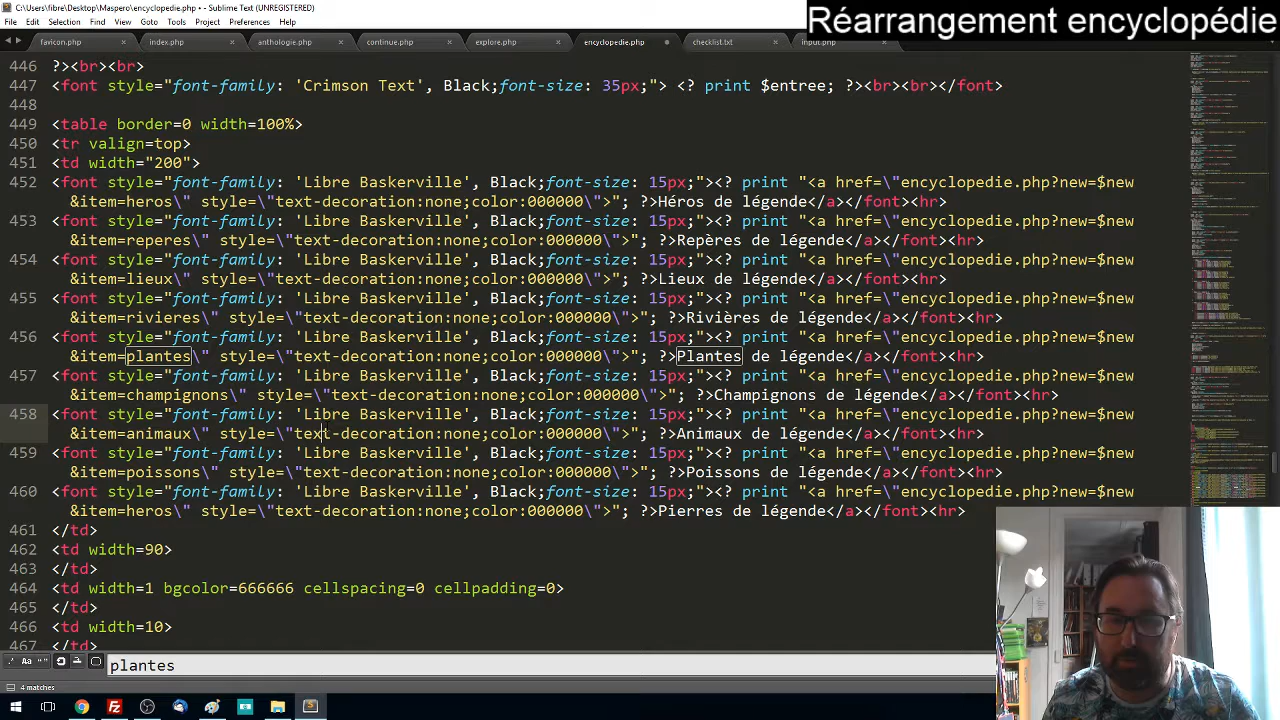 C:\Users\fibre\Desktop\Maspero\encyclopedie.php • - Sublime Text (UNREGISTERED)
Réarrangement encyclopédie
File Edit Selection Find View Goto Tools Project Preferences Help
favicon.php × index.php × anthologie.php × continue.php × explore.php × encyclopedie.php • checklist.txt × input.php ×
446 ?><br><br>
447 <font style="font-family: 'Crimson Text', Black;font-size: 35px;"> <? print $entree; ?><br><br></font>
448
449 <table border=0 width=100%>
450 <tr valign=top>
451 <td width="200">
452 <font style="font-family: 'Libre Baskerville', Black;font-size: 15px;"><? print "<a href=\"encyclopedie.php?new=$new
&item=heros\" style=\"text-decoration:none;color:000000\">"; ?>Héros de légende</a></font><hr>
453 <font style="font-family: 'Libre Baskerville', Black;font-size: 15px;"><? print "<a href=\"encyclopedie.php?new=$new
&item=reperes\" style=\"text-decoration:none;color:000000\">"; ?>Repères de légende</a></font><hr>
454 <font style="font-family: 'Libre Baskerville', Black;font-size: 15px;"><? print "<a href=\"encyclopedie.php?new=$new
&item=lieux\" style=\"text-decoration:none;color:000000\">"; ?>Lieux de légende</a></font><hr>
455 <font style="font-family: 'Libre Baskerville', Black;font-size: 15px;"><? print "<a href=\"encyclopedie.php?new=$new
&item=rivieres\" style=\"text-decoration:none;color:000000\">"; ?>Rivières de légende</a></font><hr>
456 <font style="font-family: 'Libre Baskerville', Black;font-size: 15px;"><? print "<a href=\"encyclopedie.php?new=$new
&item=plantes\" style=\"text-decoration:none;color:000000\">"; ?>Plantes de légende</a></font><hr>
457 <font style="font-family: 'Libre Baskerville', Black;font-size: 15px;"><? print "<a href=\"encyclopedie.php?new=$new
&item=champignons\" style=\"text-decoration:none;color:000000\">"; ?>Champignons de légende</a></font><hr>
458 <font style="font-family: 'Libre Baskerville', Black;font-size: 15px;"><? print "<a href=\"encyclopedie.php?new=$new
&item=animaux\" style=\"text-decoration:none;color:000000\">"; ?>Animaux de légende</a></font><hr>
459 <font style="font-family: 'Libre Baskerville', Black;font-size: 15px;"><? print "<a href=\"encyclopedie.php?new=$new
&item=poissons\" style=\"text-decoration:none;color:000000\">"; ?>Poissons de légende</a></font><hr>
460 <font style="font-family: 'Libre Baskerville', Black;font-size: 15px;"><? print "<a href=\"encyclopedie.php?new=$new
&item=heros\" style=\"text-decoration:none;color:000000\">"; ?>Pierres de légende</a></font><hr>
461 </td>
462 <td width=90>
463 </td>
464 <td width=1 bgcolor=666666 cellspacing=0 cellpadding=0>
465 </td>
466 <td width=10>
467 </td>
.* Aa "" plantes
4 matches